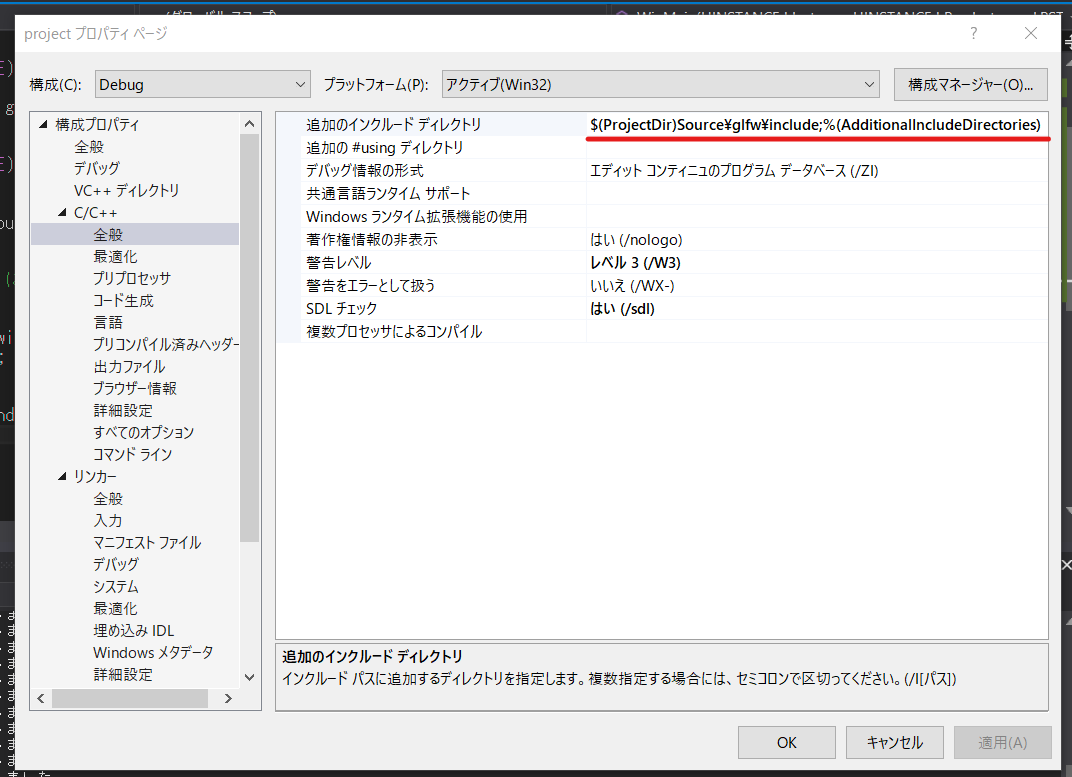 project プロパティ ページ
構成(C): Debug プラットフォーム(P): アクティブ(Win32) 構成マネージャー(O)...
構成プロパティ
全般
デバッグ
VC++ ディレクトリ
C/C++
全般
最適化
プリプロセッサ
コード生成
言語
プリコンパイル済みヘッダー
出力ファイル
ブラウザー情報
詳細設定
すべてのオプション
コマンド ライン
リンカー
全般
入力
マニフェスト ファイル
デバッグ
システム
最適化
埋め込み IDL
Windows メタデータ
詳細設定
追加のインクルード ディレクトリ $(ProjectDir)Source¥glfw¥include;%(AdditionalIncludeDirectories)
追加の #using ディレクトリ
デバッグ情報の形式 エディット コンティニュのプログラム データベース (/ZI)
共通言語ランタイム サポート
Windows ランタイム拡張機能の使用
著作権情報の非表示 はい (/nologo)
警告レベル レベル 3 (/W3)
警告をエラーとして扱う いいえ (/WX-)
SDL チェック はい (/sdl)
複数プロセッサによるコンパイル
追加のインクルード ディレクトリ
インクルード パスに追加するディレクトリを指定します。複数指定する場合には、セミコロンで区切ってください。(/I[パス])
OK キャンセル 適用(A)